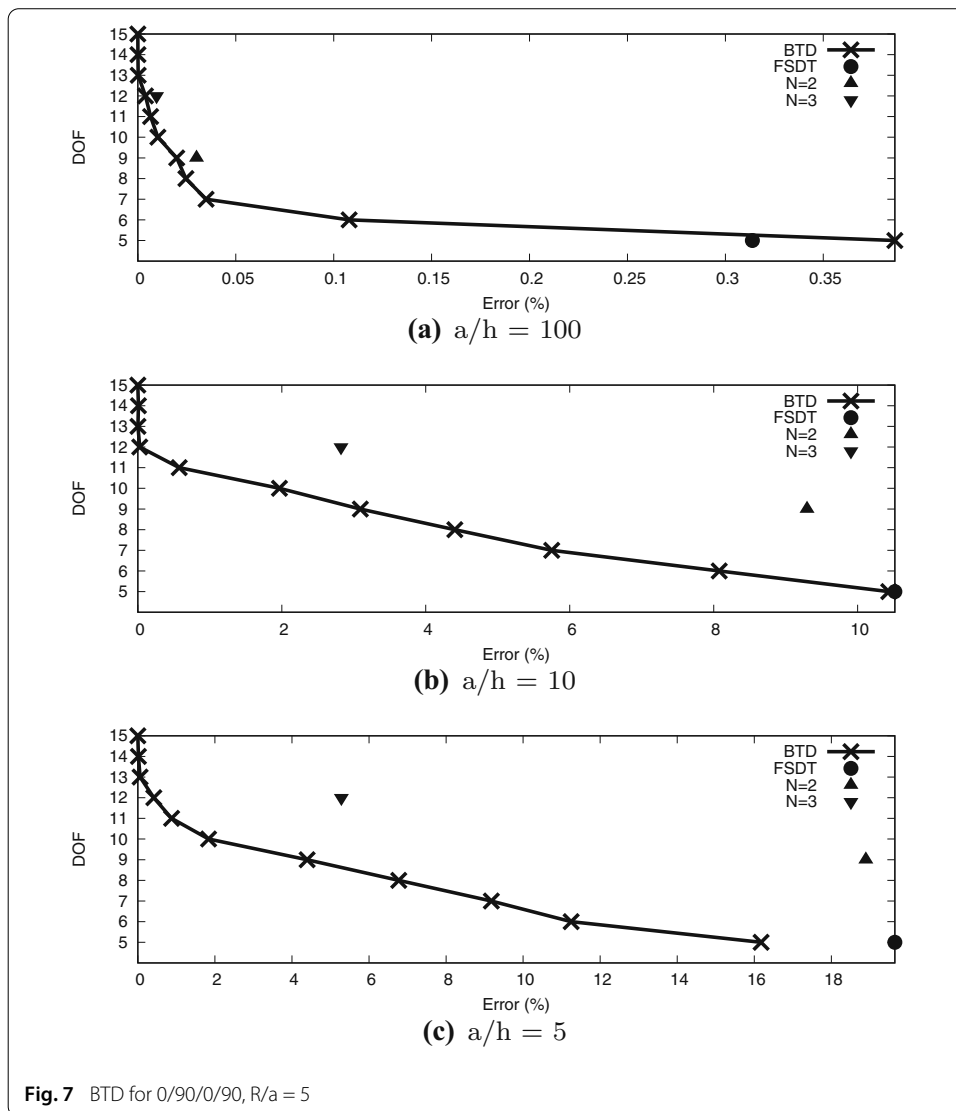 15
14
13
12
11
10
9
8
7
6
5
DOF
0
0.05
0.1
0.15
0.2
0.25
0.3
0.35
Error (%)
BTD
FSDT
N=2
N=3
(a) a/h = 100
15
14
13
12
11
10
9
8
7
6
5
DOF
0
2
4
6
8
10
Error (%)
BTD
FSDT
N=2
N=3
(b) a/h = 10
15
14
13
12
11
10
9
8
7
6
5
DOF
0
2
4
6
8
10
12
14
16
18
Error (%)
BTD
FSDT
N=2
N=3
(c) a/h = 5
Fig. 7 BTD for 0/90/0/90, R/a = 5